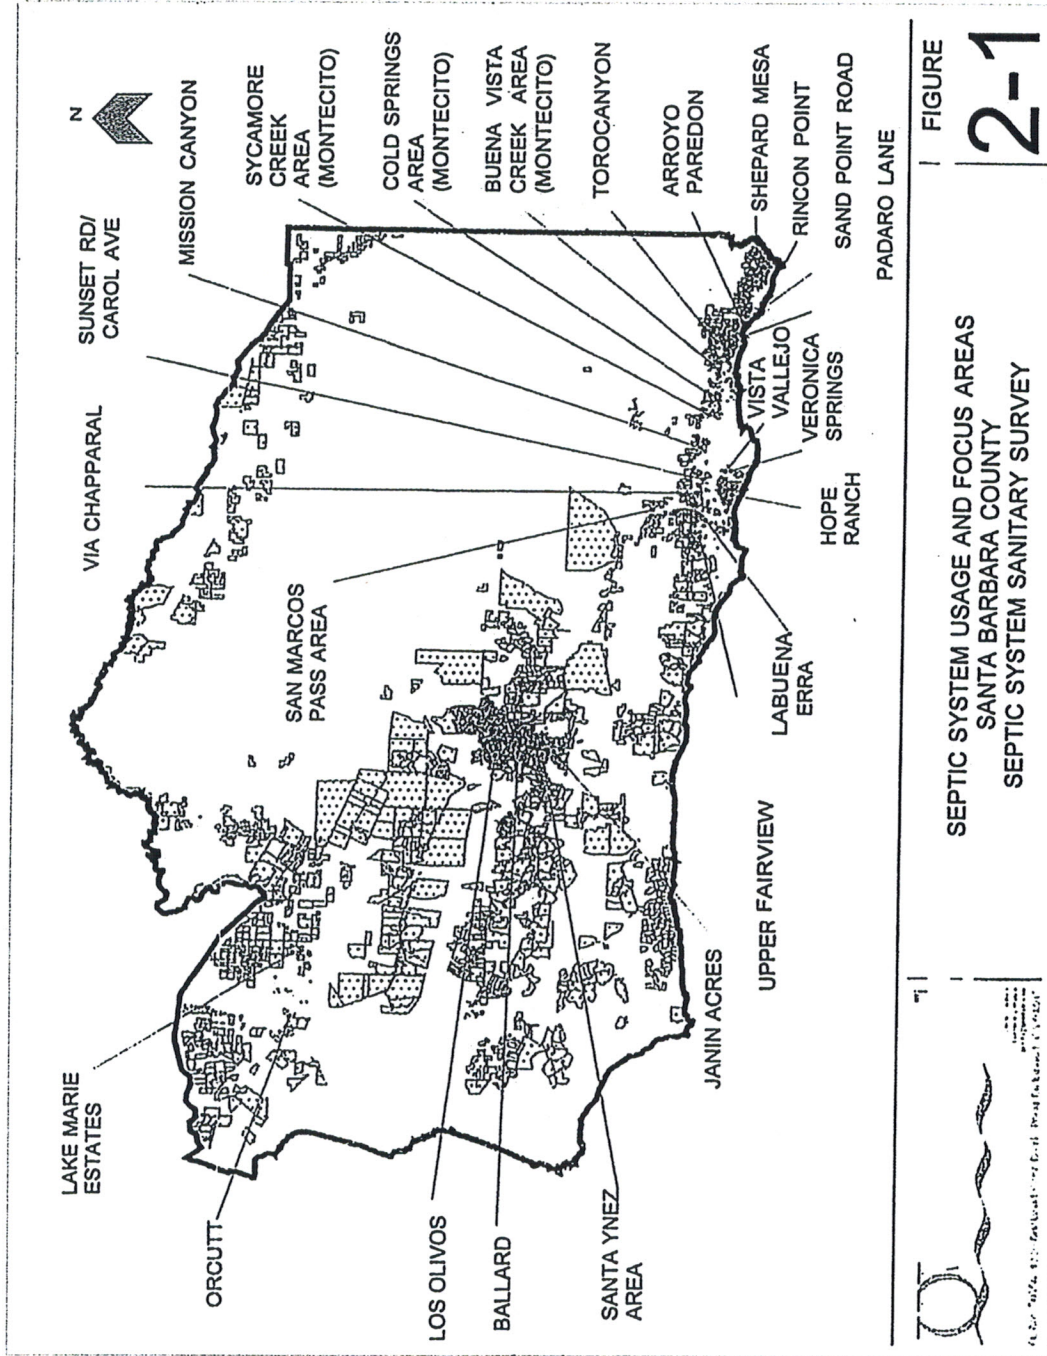 N
SUNSET RD/
CAROL AVE
VIA CHAPPARAL
MISSION CANYON
SYCAMORE
CREEK
AREA
(MONTECITO)
COLD SPRINGS
AREA
(MONTECITO)
BUENA VISTA
CREEK AREA
(MONTECITO)
TOROCANYON
ARROYO
PAREDON
SHEPARD MESA
RINCON POINT
SAND POINT ROAD
PADARO LANE
VISTA
VALLEJO
VERONICA
SPRINGS
HOPE
RANCH
LABUENA
ERRA
SAN MARCOS
PASS AREA
UPPER FAIRVIEW
JANIN ACRES
LAKE MARIE
ESTATES
ORCUTT
LOS OLIVOS
BALLARD
SANTA YNEZ
AREA
SEPTIC SYSTEM USAGE AND FOCUS AREAS
SANTA BARBARA COUNTY
SEPTIC SYSTEM SANITARY SURVEY
FIGURE
2-1